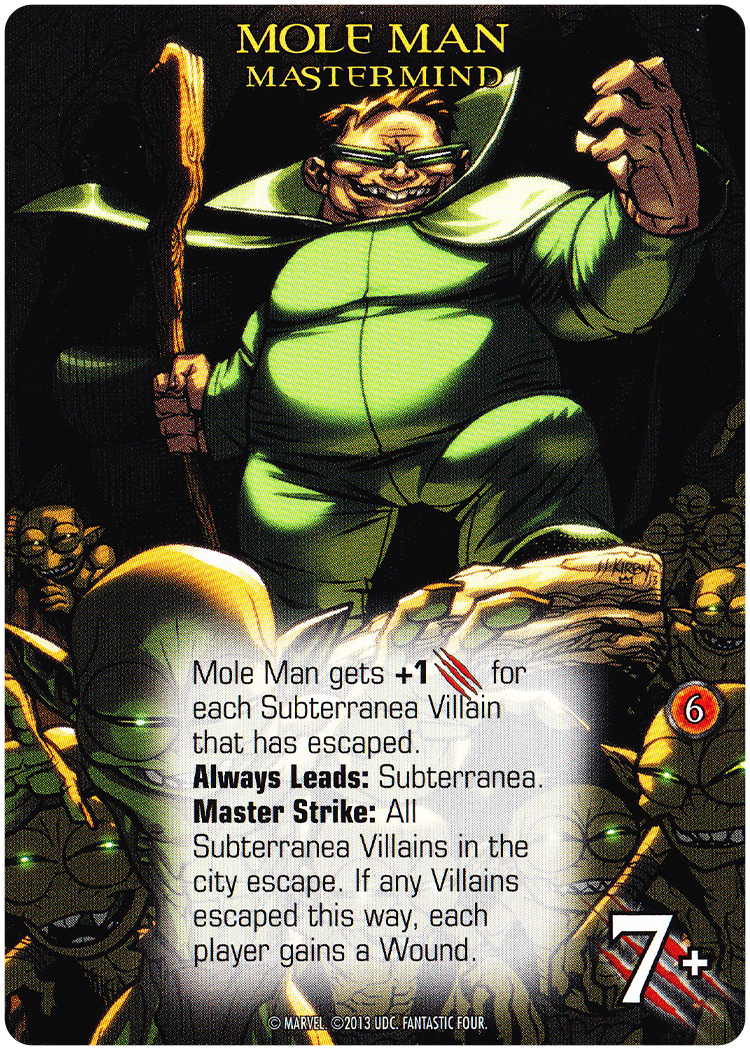 MOLE MAN
MASTERMIND
KIRBY
Mole Man gets +1 for
each Subterranea Villain
that has escaped.
Always Leads: Subterranea.
Master Strike: All
Subterranea Villains in the
city escape. If any Villains
escaped this way, each
player gains a Wound.
6
7+
© MARVEL. ©2013 UDC. FANTASTIC FOUR.